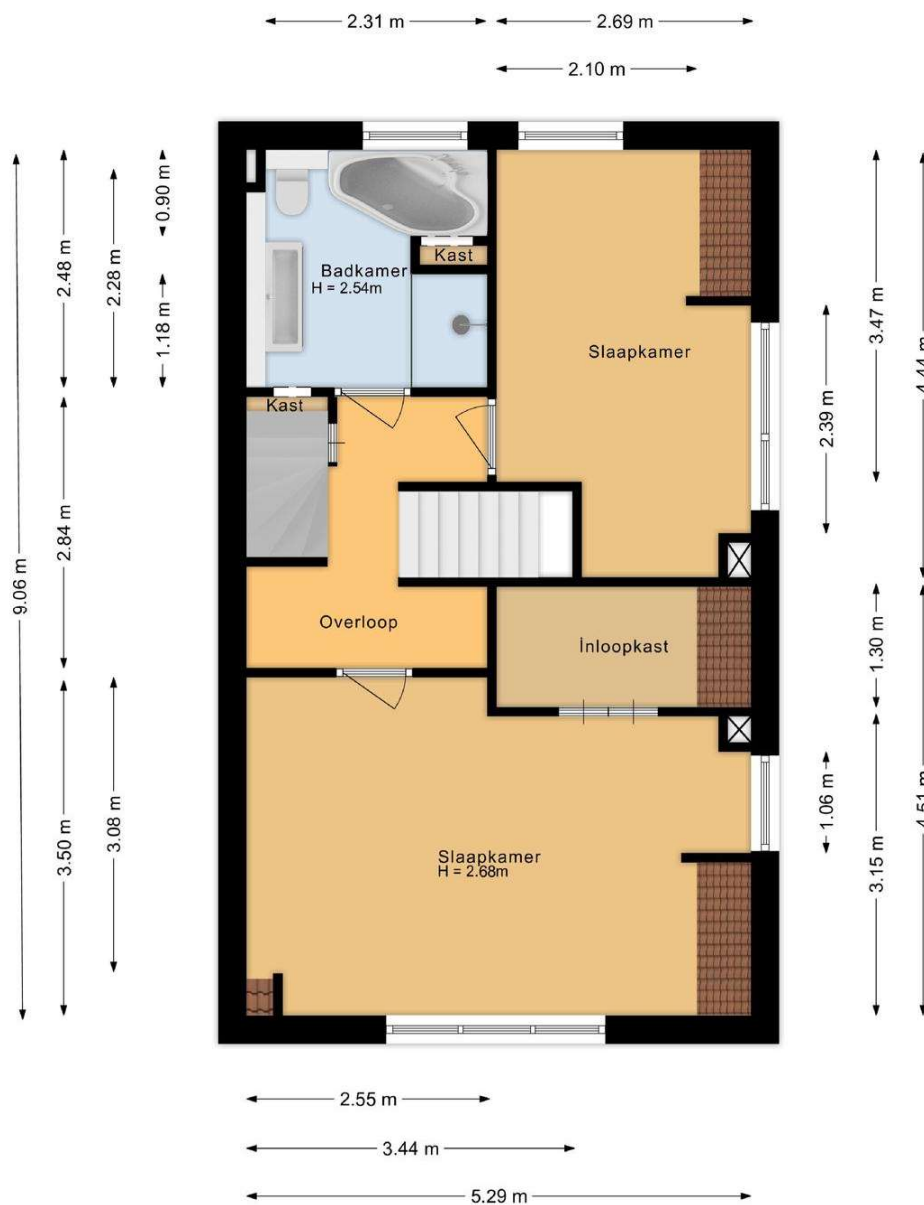 2.31 m
2.69 m
2.10 m
9.06 m
2.48 m
2.28 m
0.90 m
1.18 m
2.84 m
3.50 m
3.08 m
Kast
Badkamer
H = 2.54m
Slaapkamer
Kast
Overloop
İnloopkast
Slaapkamer
H = 2.68m
2.39 m
3.47 m
4.44 m
1.30 m
1.06 m
3.15 m
4.51 m
2.55 m
3.44 m
5.29 m